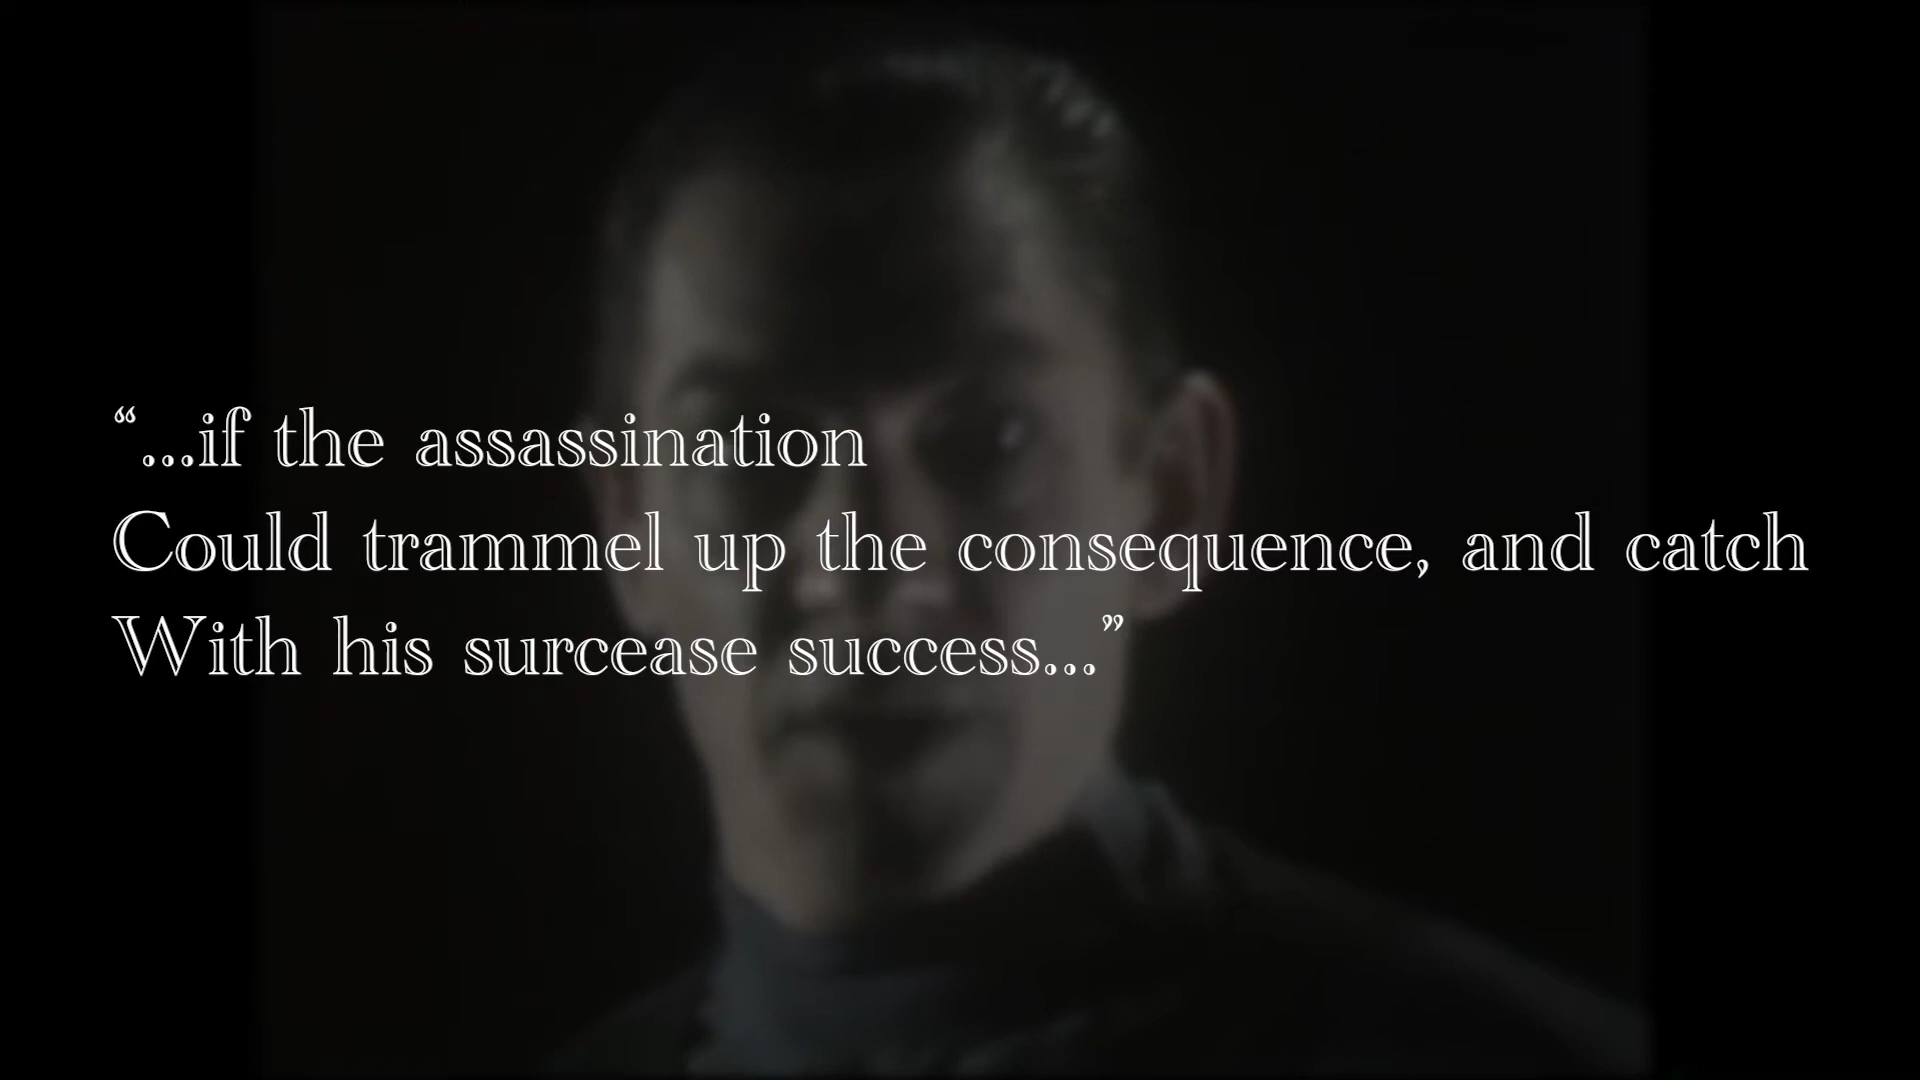 “...if the assassination
Could trammel up the consequence, and catch
With his surcease success...”